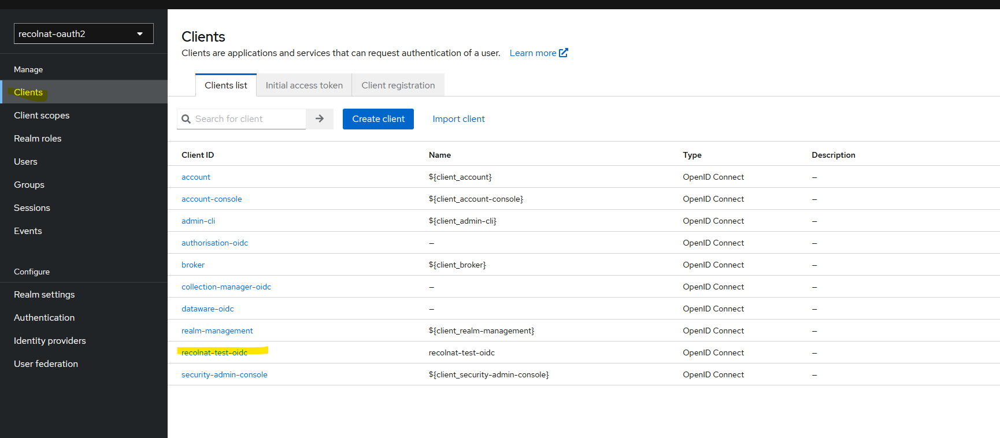 recolnat-oauth2
Manage
Clients
Client scopes
Realm roles
Users
Groups
Sessions
Events
Configure
Realm settings
Authentication
Identity providers
User federation
Clients
Clients are applications and services that can request authentication of a user. Learn more
Clients list Initial access token Client registration
Search for client Create client Import client
Client ID Name Type Description
account ${client_account} OpenID Connect –
account-console ${client_account-console} OpenID Connect –
admin-cli ${client_admin-cli} OpenID Connect –
authorisation-oidc – OpenID Connect –
broker ${client_broker} OpenID Connect –
collection-manager-oidc – OpenID Connect –
dataware-oidc – OpenID Connect –
realm-management ${client_realm-management} OpenID Connect –
recolnat-test-oidc recolnat-test-oidc OpenID Connect –
security-admin-console ${client_security-admin-console} OpenID Connect –